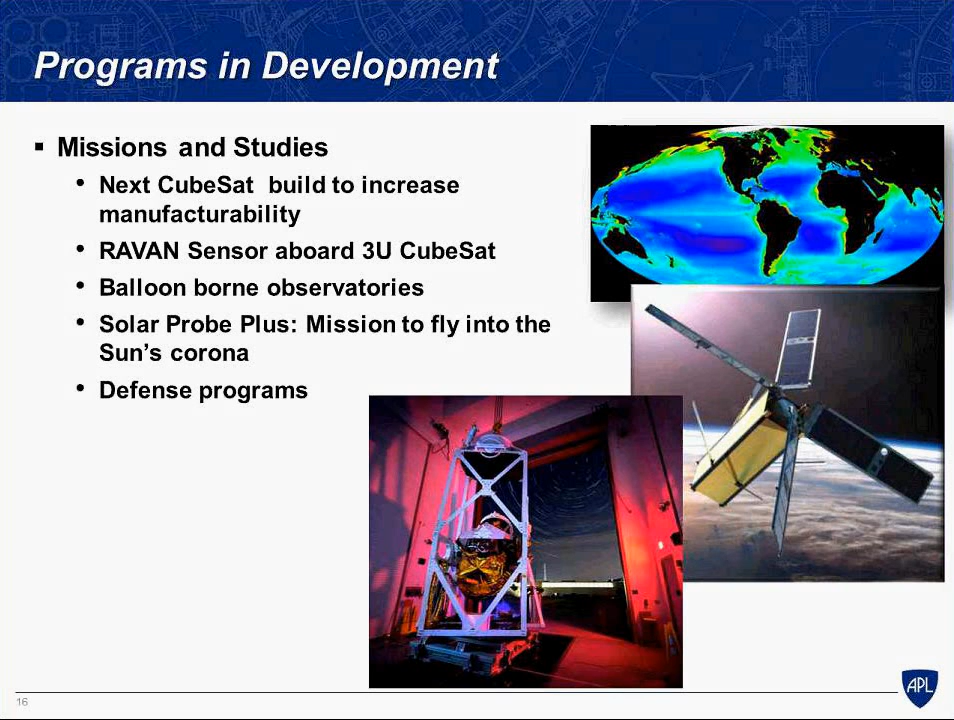 Programs in Development
▪ Missions and Studies
• Next CubeSat build to increase
manufacturability
• RAVAN Sensor aboard 3U CubeSat
• Balloon borne observatories
• Solar Probe Plus: Mission to fly into the
Sun's corona
• Defense programs
16
APL